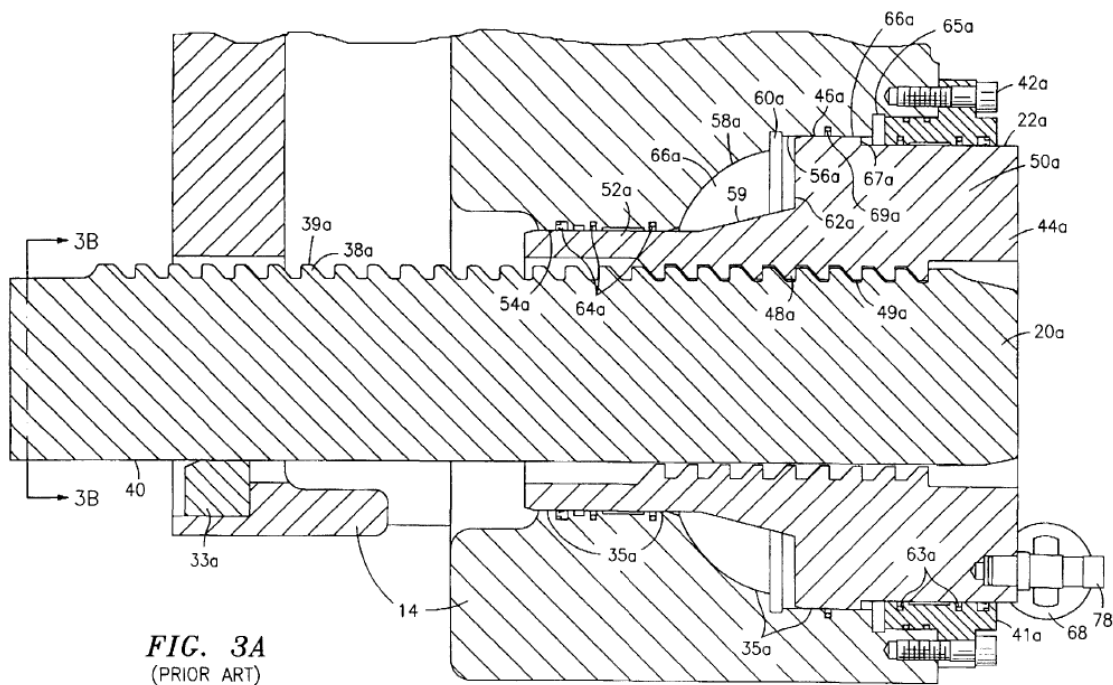 66a
65a
42a
60a
46a
22a
58a
56a
50a
66a
67a
52a
59
69a
3B
39a
62a
44a
38a
54a
64a
48a
49a
20a
3B
40
33a
35a
63a
14
78
35a
68
41a
FIG. 3A
(PRIOR ART)